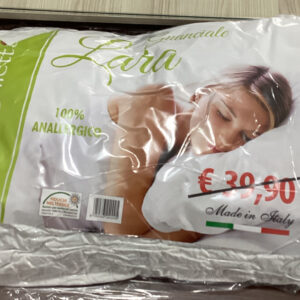 Guanciale
Lara
100%
ANALLERGICO
€ 39,90
Made in Italy